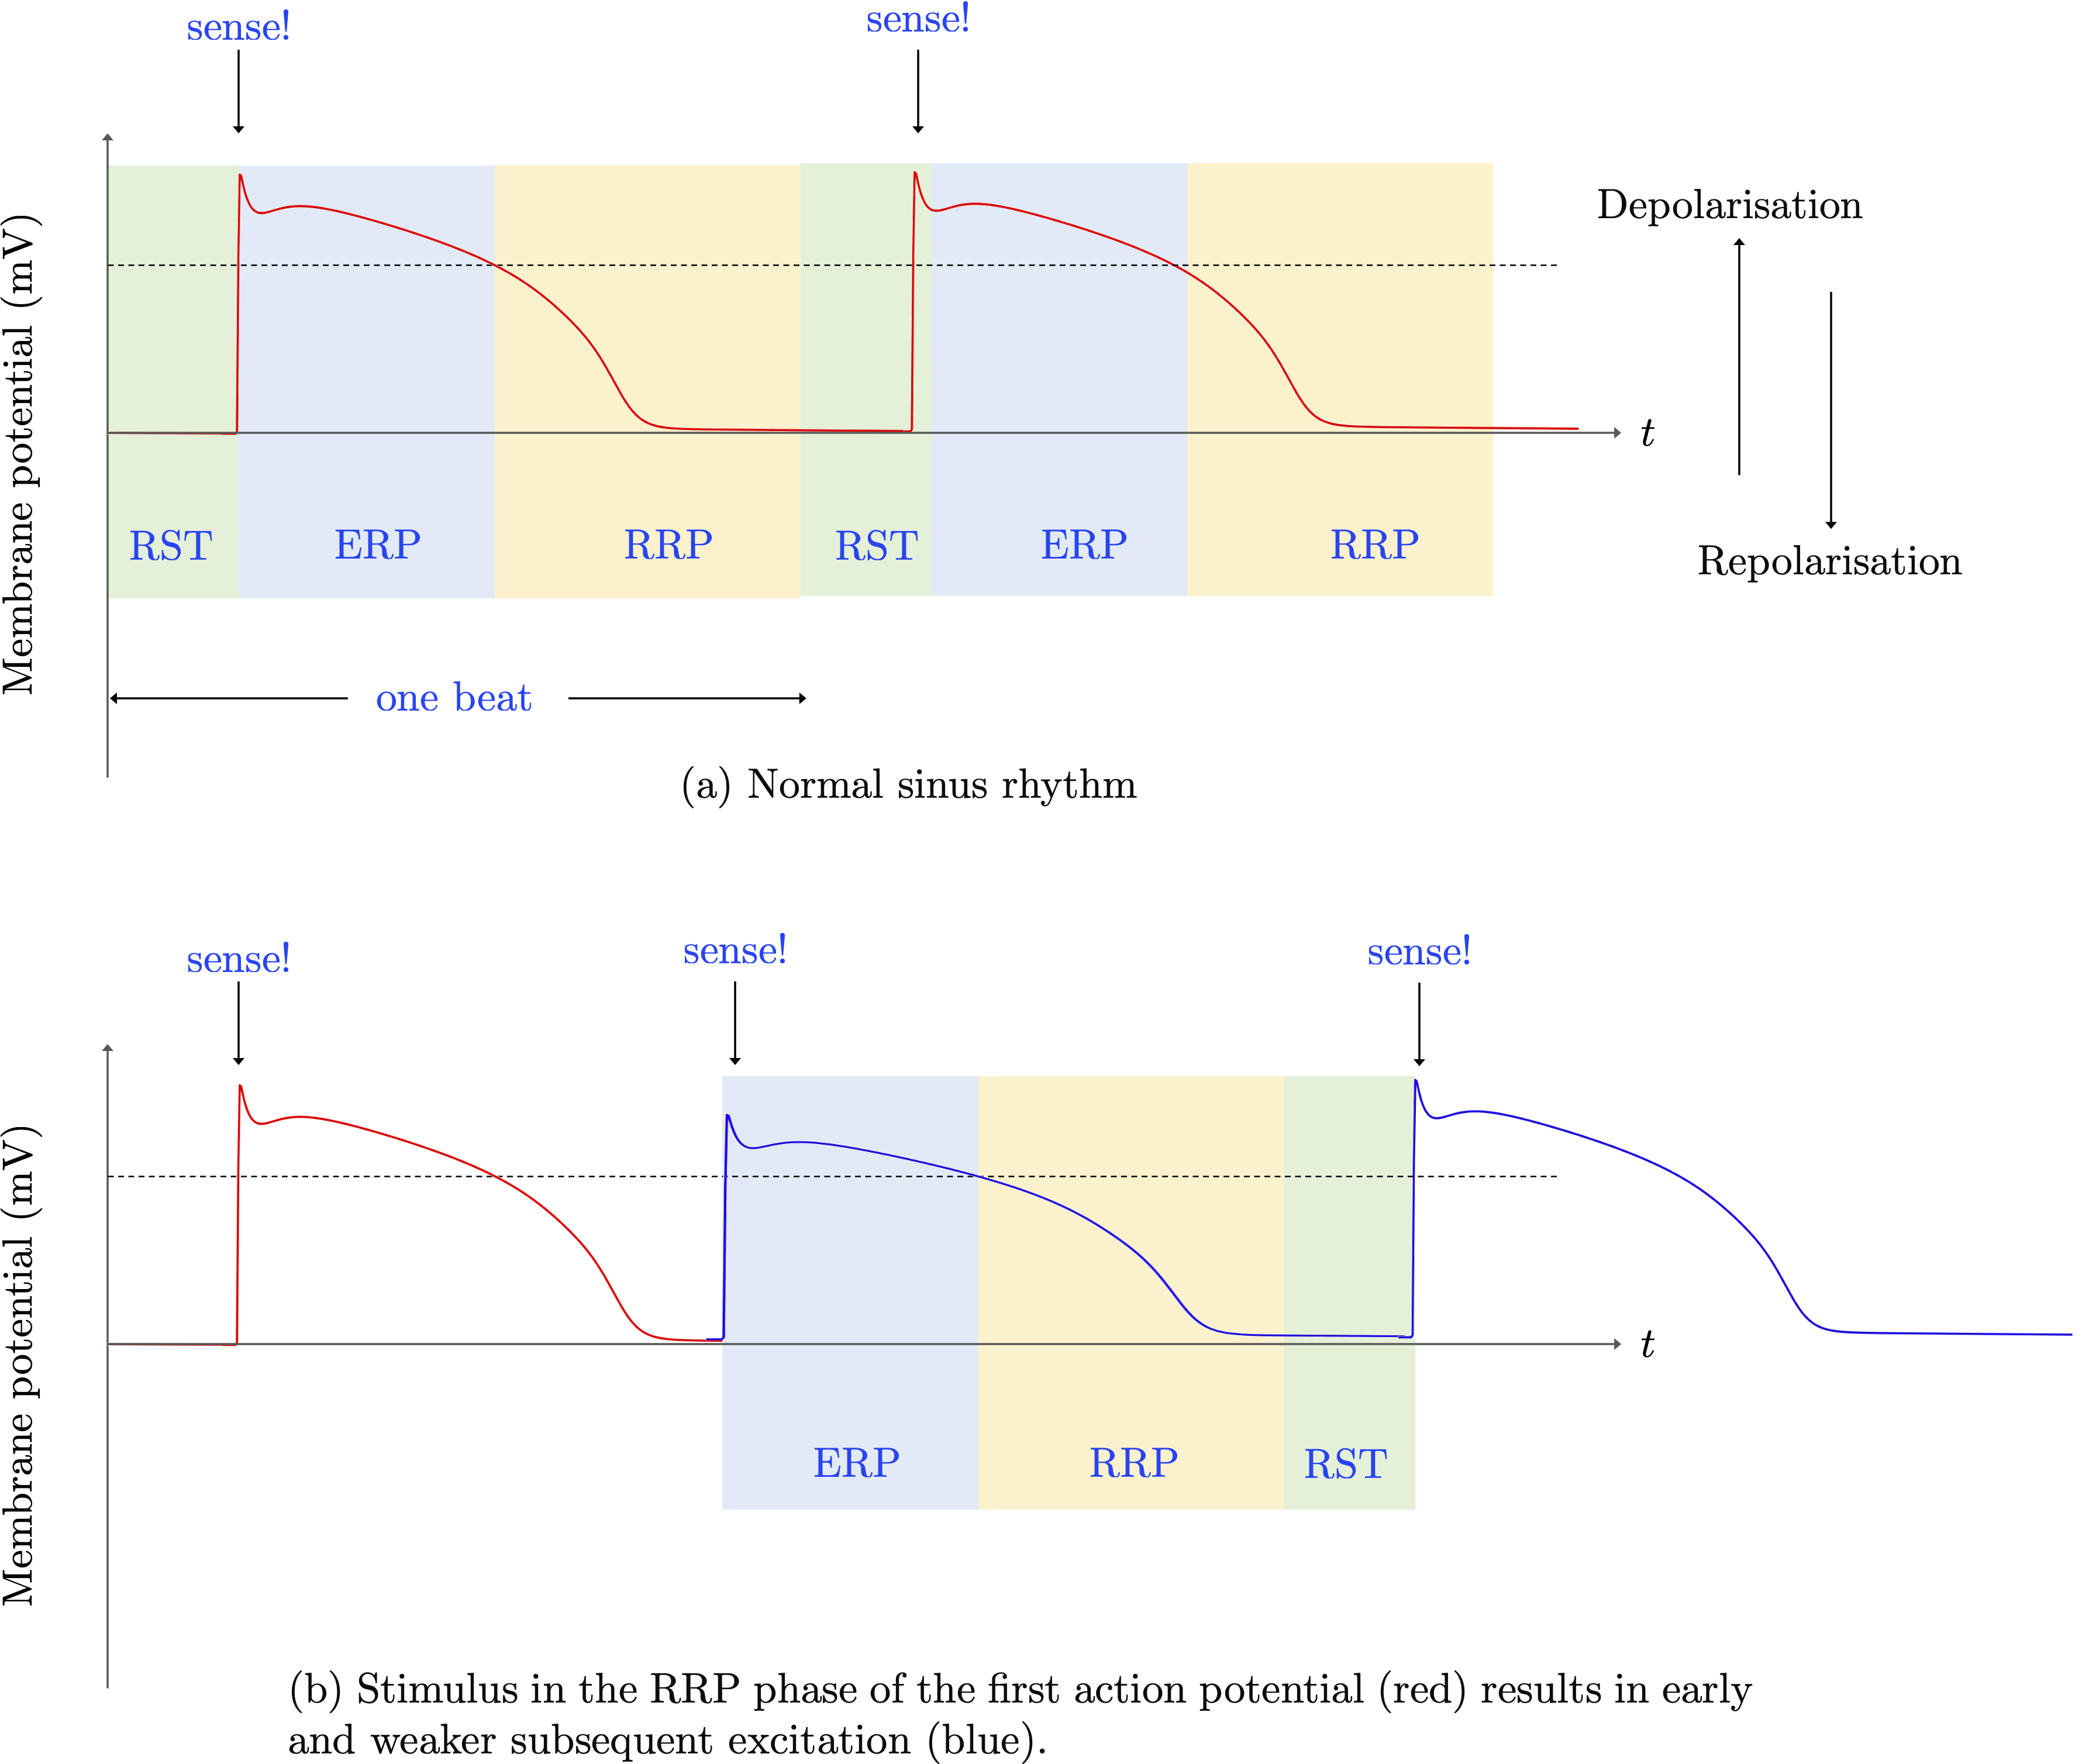 sense!
sense!
Membrane potential (mV)
Depolarisation
t
RST
ERP
RRP
RST
ERP
RRP
Repolarisation
one beat
(a) Normal sinus rhythm
sense!
sense!
sense!
Membrane potential (mV)
t
ERP
RRP
RST
(b) Stimulus in the RRP phase of the first action potential (red) results in early
and weaker subsequent excitation (blue).